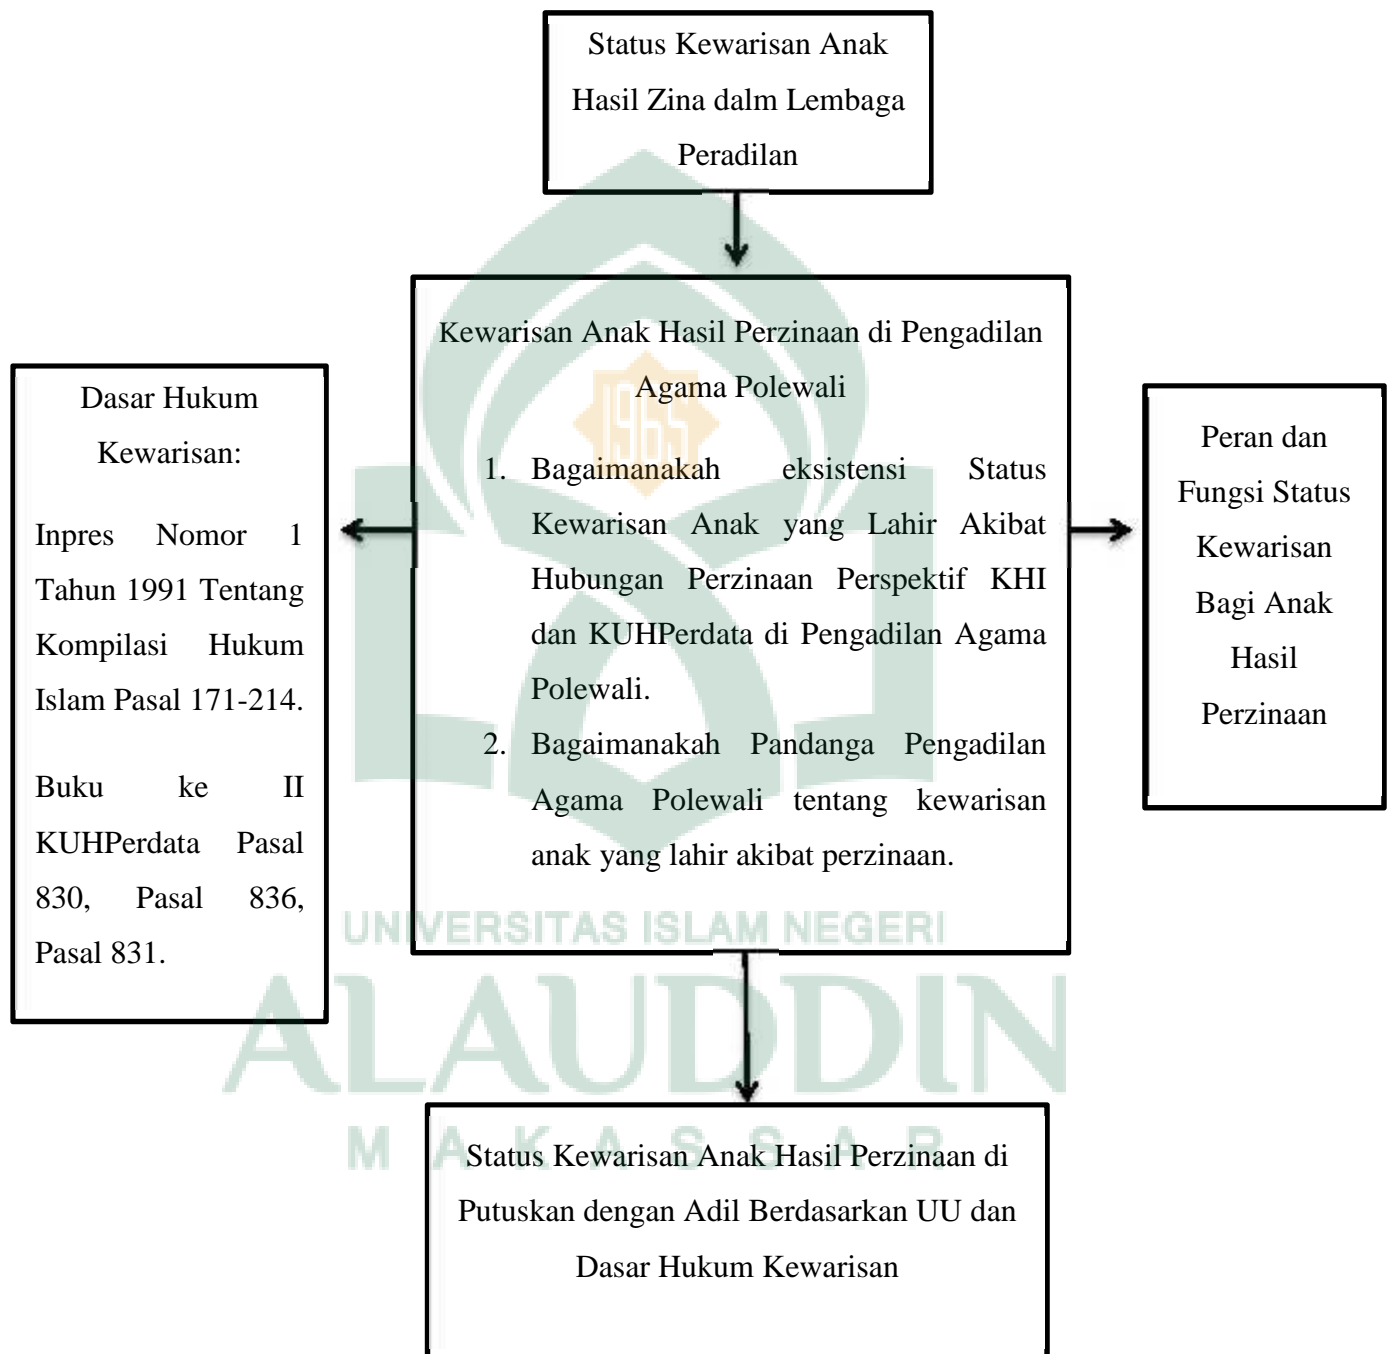 Status Kewarisan Anak
Hasil Zina dalm Lembaga
Peradilan
Kewarisan Anak Hasil Perzinaan di Pengadilan
Agama Polewali
1. Bagaimanakah eksistensi Status
Kewarisan Anak yang Lahir Akibat
Hubungan Perzinaan Perspektif KHI
dan KUHPerdata di Pengadilan Agama
Polewali.
2. Bagaimanakah Pandanga Pengadilan
Agama Polewali tentang kewarisan
anak yang lahir akibat perzinaan.
Dasar Hukum
Kewarisan:
Inpres Nomor 1
Tahun 1991 Tentang
Kompilasi Hukum
Islam Pasal 171-214.
Buku ke II
KUHPerdata Pasal
830, Pasal 836,
Pasal 831.
Peran dan
Fungsi Status
Kewarisan
Bagi Anak
Hasil
Perzinaan
Status Kewarisan Anak Hasil Perzinaan di
Putuskan dengan Adil Berdasarkan UU dan
Dasar Hukum Kewarisan
1965
UNIVERSITAS ISLAM NEGERI
ALAUDDIN
MAKASSAR